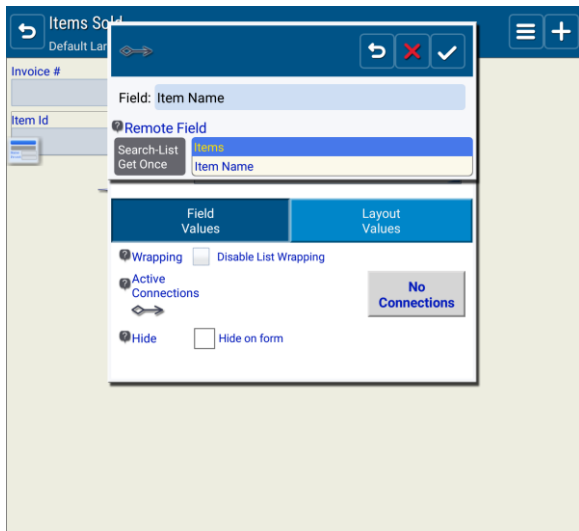 Items Sold
Default Lar
Invoice #
Item Id
Field: Item Name
Remote Field
Search-List
Get Once
Items
Item Name
Field
Values
Layout
Values
Wrapping
Disable List Wrapping
Active
Connections
No
Connections
Hide
Hide on form